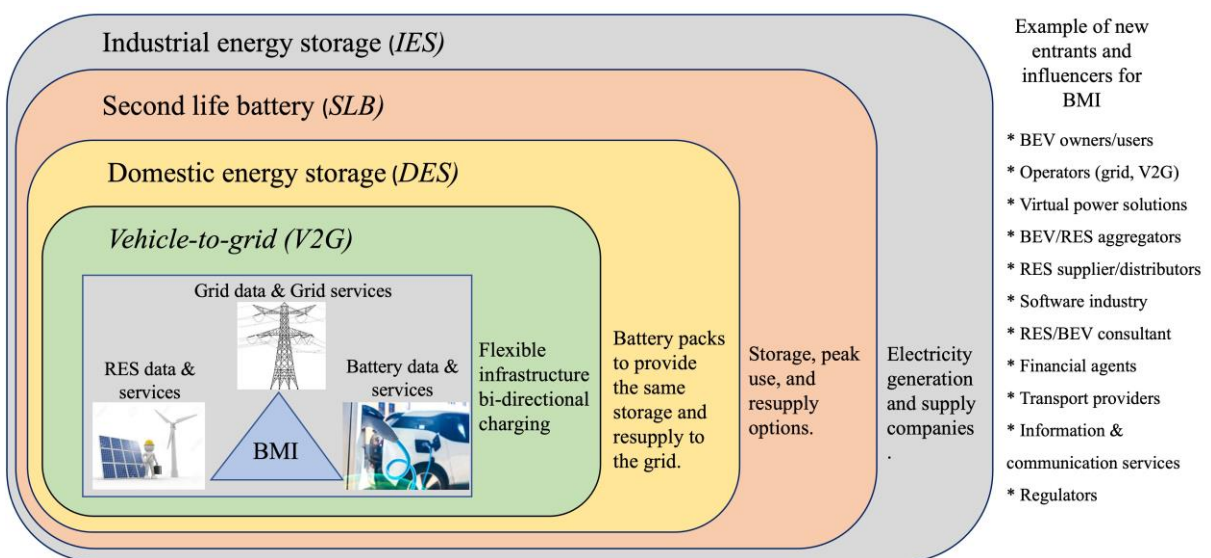 Industrial energy storage (IES)
Second life battery (SLB)
Domestic energy storage (DES)
Vehicle-to-grid (V2G)
Grid data & Grid services
RES data &
services
Battery data &
services
BMI
Flexible
infrastructure
bi-directional
charging
Battery packs
to provide
the same
storage and
resupply to
the grid.
Storage, peak
use, and
resupply
options.
Electricity
generation
and supply
companies
.
Example of new
entrants and
influencers for
BMI
* BEV owners/users
* Operators (grid, V2G)
* Virtual power solutions
* BEV/RES aggregators
* RES supplier/distributors
* Software industry
* RES/BEV consultant
* Financial agents
* Transport providers
* Information &
communication services
* Regulators